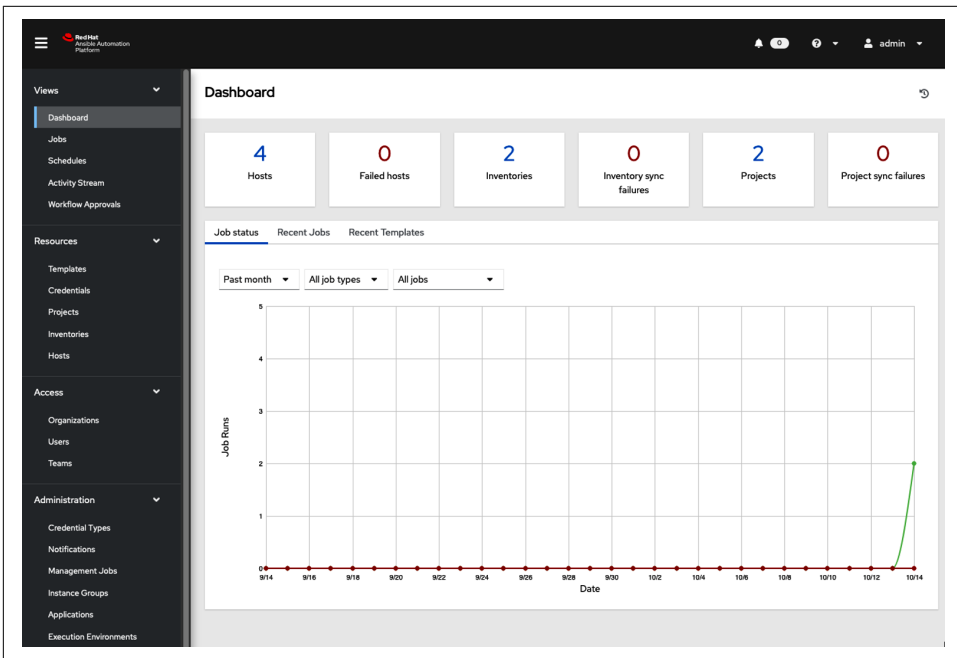 Red Hat
Ansible Automation
Platform
0
admin
Views
Dashboard
Jobs
Schedules
Activity Stream
Workflow Approvals
Resources
Templates
Credentials
Projects
Inventories
Hosts
Access
Organizations
Users
Teams
Administration
Credential Types
Notifications
Management Jobs
Instance Groups
Applications
Execution Environments
Dashboard
4
Hosts
0
Failed hosts
2
Inventories
0
Inventory sync
failures
2
Projects
0
Project sync failures
Job status Recent Jobs Recent Templates
Past month All job types All jobs
5
4
3
2
1
0
Job Runs
9/14 9/16 9/18 9/20 9/22 9/24 9/26 9/28 9/30 10/2 10/4 10/6 10/8 10/10 10/12 10/14
Date